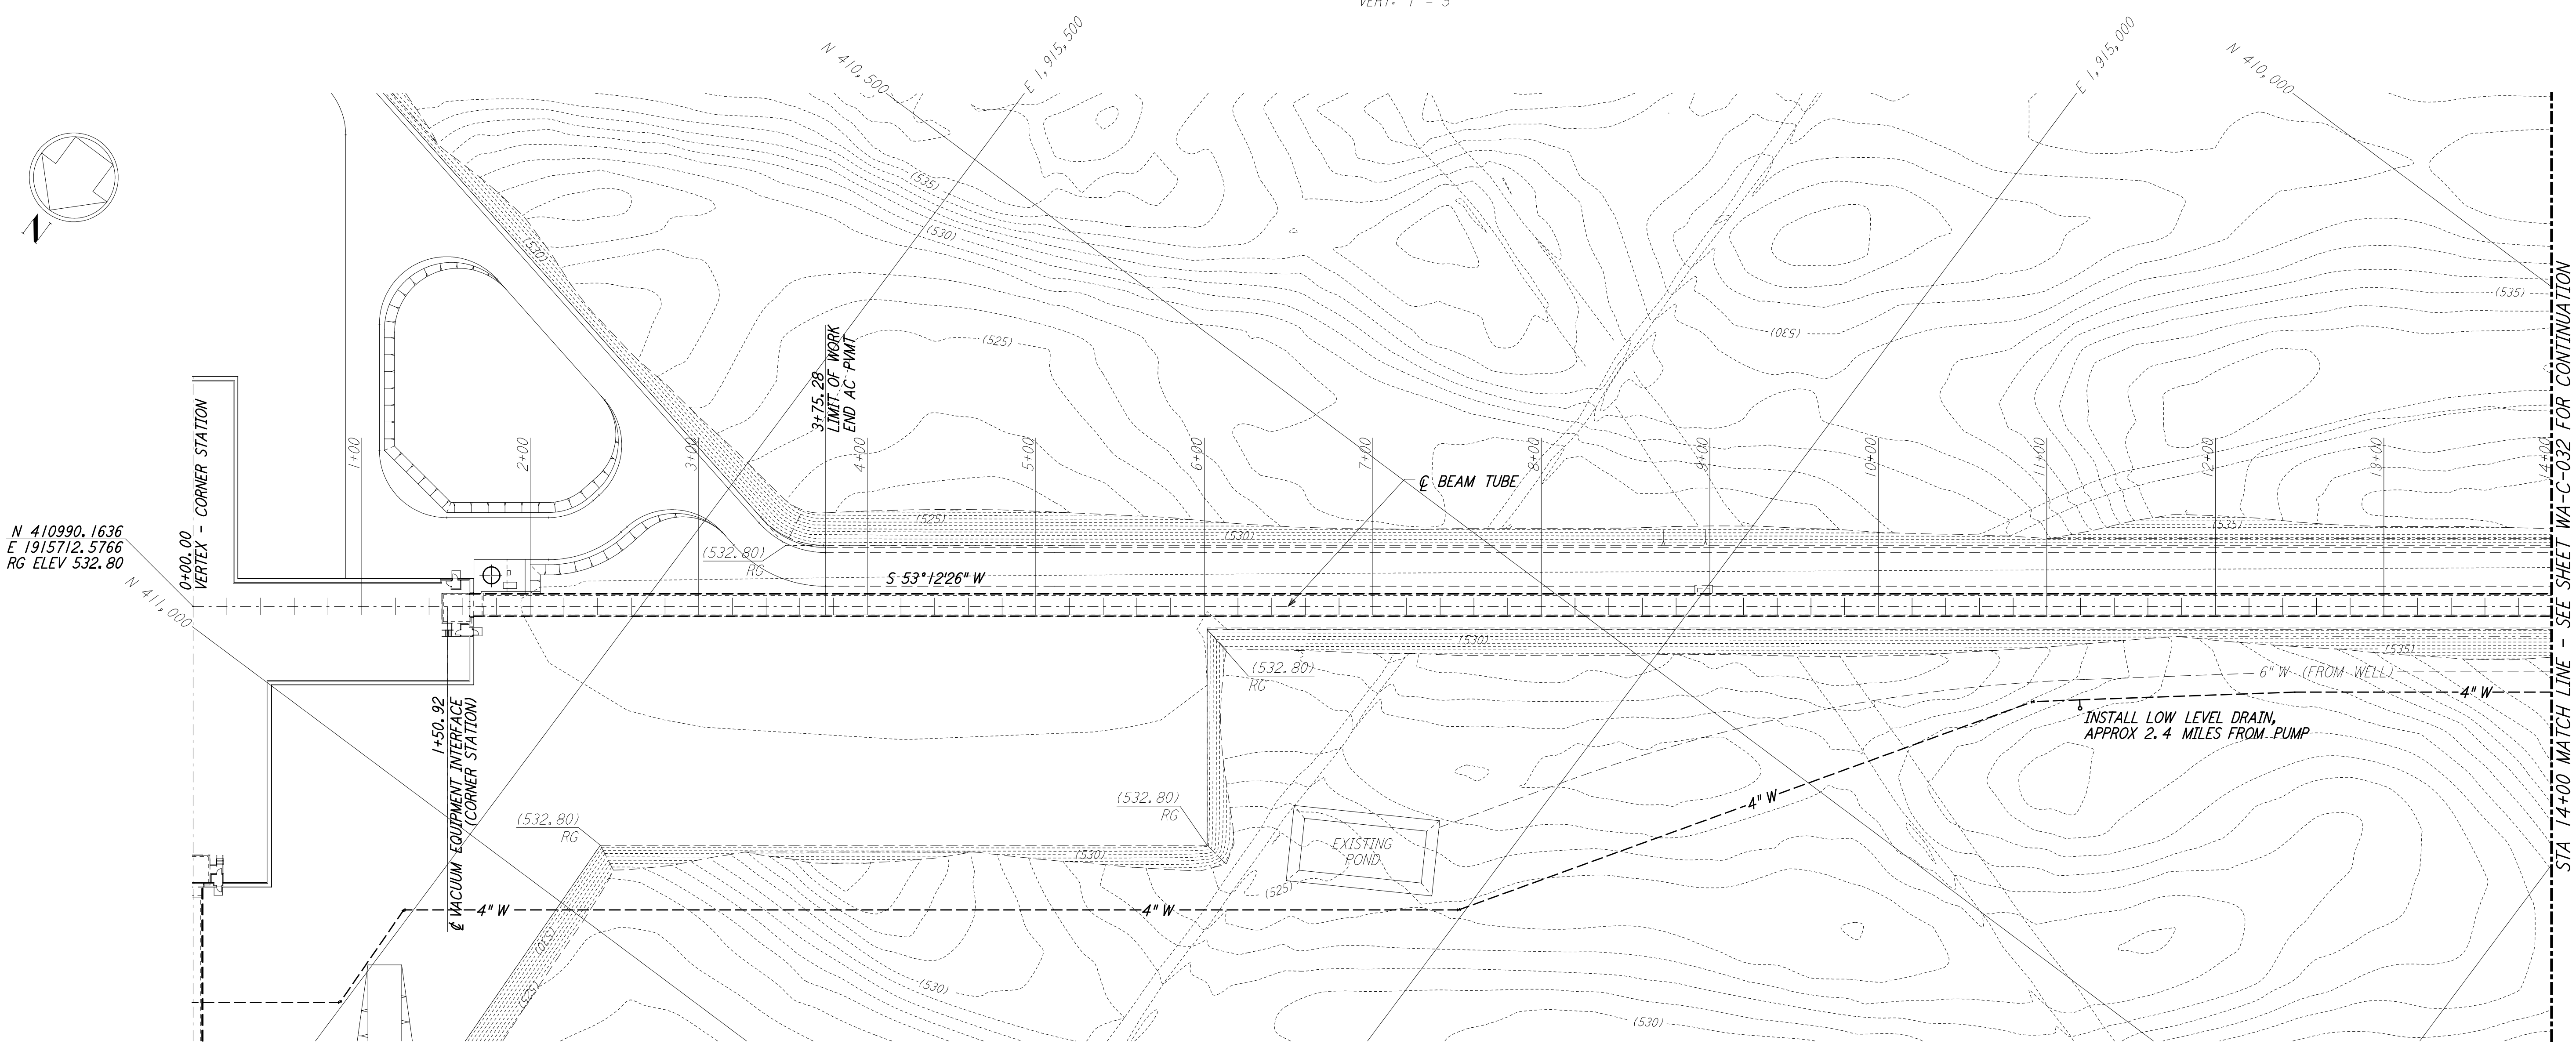 N 410,500
E 1,915,500
E 1,915,000
N 410,000
N
(535)
(530)
(530)
(525)
(530)
(535)
3+75.28
LIMIT OF WORK
END AC PVMT
0+00.00
VERTEX - CORNER STATION
1+00
2+00
3+00
4+00
5+00
6+00
7+00
8+00
9+00
10+00
11+00
12+00
13+00
14+00
℄ BEAM TUBE
N 410990.1636
E 1915712.5766
RG ELEV 532.80
N 411,000
(525)
(530)
(535)
(532.80)
RG
S 53°12'26" W
(530)
(535)
(532.80)
RG
6" W (FROM WELL)
4" W
INSTALL LOW LEVEL DRAIN,
APPROX 2.4 MILES FROM PUMP
1+50.92
℄ VACUUM EQUIPMENT INTERFACE
(CORNER STATION)
(532.80)
RG
(532.80)
RG
4" W
EXISTING
POND
(530)
(525)
4" W
4" W
(530)
(525)
(530)
(530)
STA 14+00 MATCH LINE - SEE SHEET WA-C-032 FOR CONTINUATION